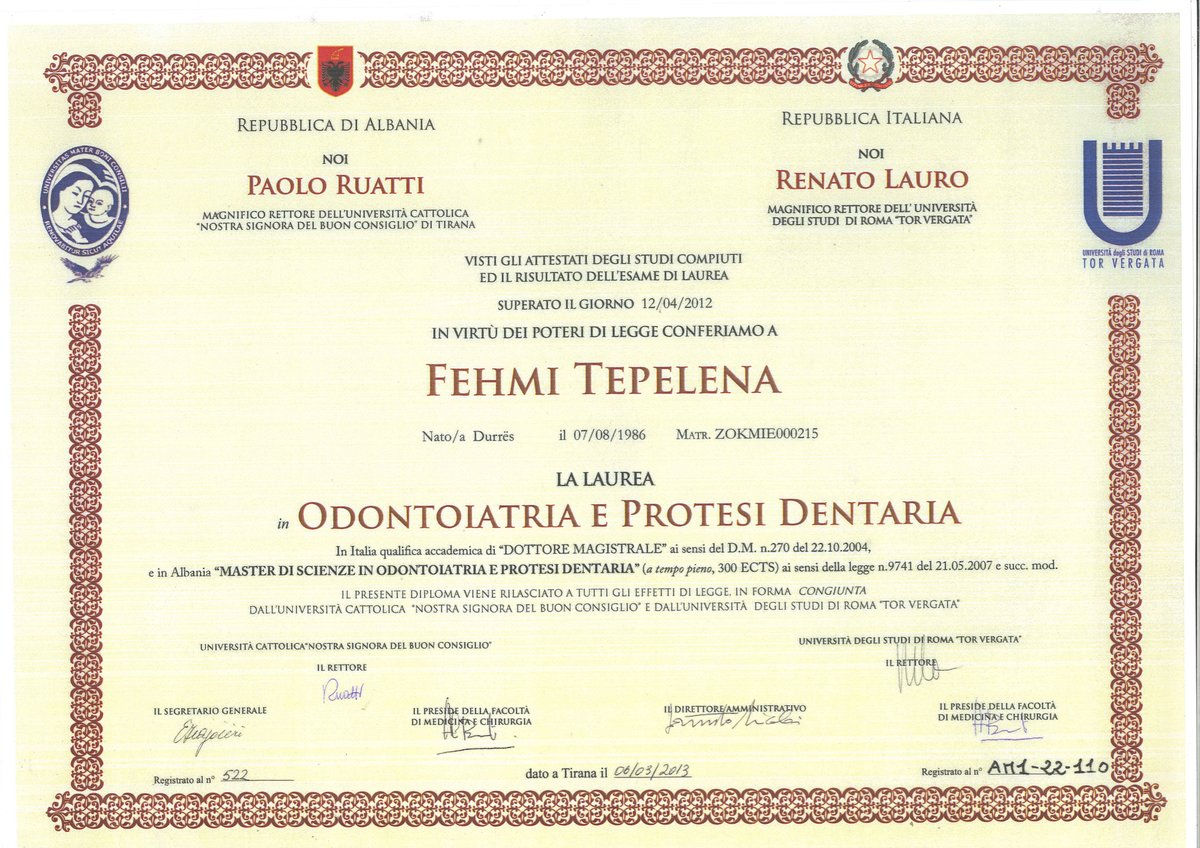 REPUBBLICA DI ALBANIA
NOI
PAOLO RUATTI
MAGNIFICO RETTORE DELL'UNIVERSITÀ CATTOLICA
"NOSTRA SIGNORA DEL BUON CONSIGLIO" DI TIRANA
REPUBBLICA ITALIANA
NOI
RENATO LAURO
MAGNIFICO RETTORE DELL' UNIVERSITÀ
DEGLI STUDI DI ROMA "TOR VERGATA"
UNIVERSITAS MATER BONI CONSILII
RENOVABITUR SICUT AQUILAE
UNIVERSITÀ degli STUDI di ROMA
TOR VERGATA
VISTI GLI ATTESTATI DEGLI STUDI COMPIUTI
ED IL RISULTATO DELL'ESAME DI LAUREA
SUPERATO IL GIORNO 12/04/2012
IN VIRTÙ DEI POTERI DI LEGGE CONFERIAMO A
FEHMI TEPELENA
Nato/a Durrës il 07/08/1986 MATR. ZOKMIE000215
LA LAUREA
in ODONTOIATRIA E PROTESI DENTARIA
In Italia qualifica accademica di "DOTTORE MAGISTRALE" ai sensi del D.M. n.270 del 22.10.2004,
e in Albania "MASTER DI SCIENZE IN ODONTOIATRIA E PROTESI DENTARIA" (a tempo pieno, 300 ECTS) ai sensi della legge n.9741 del 21.05.2007 e succ. mod.
IL PRESENTE DIPLOMA VIENE RILASCIATO A TUTTI GLI EFFETTI DI LEGGE, IN FORMA CONGIUNTA
DALL'UNIVERSITÀ CATTOLICA "NOSTRA SIGNORA DEL BUON CONSIGLIO" E DALL'UNIVERSITÀ DEGLI STUDI DI ROMA "TOR VERGATA"
UNIVERSITÀ CATTOLICA"NOSTRA SIGNORA DEL BUON CONSIGLIO"
IL RETTORE
Ruatti
UNIVERSITÀ DEGLI STUDI DI ROMA "TOR VERGATA"
IL RETTORE
IL SEGRETARIO GENERALE
IL PRESIDE DELLA FACOLTÀ
DI MEDICINA E CHIRURGIA
IL DIRETTORE AMMINISTRATIVO
IL PRESIDE DELLA FACOLTÀ
DI MEDICINA E CHIRURGIA
Registrato al n° 522
dato a Tirana il 06/03/2013
Registrato al n° AM1-22-110